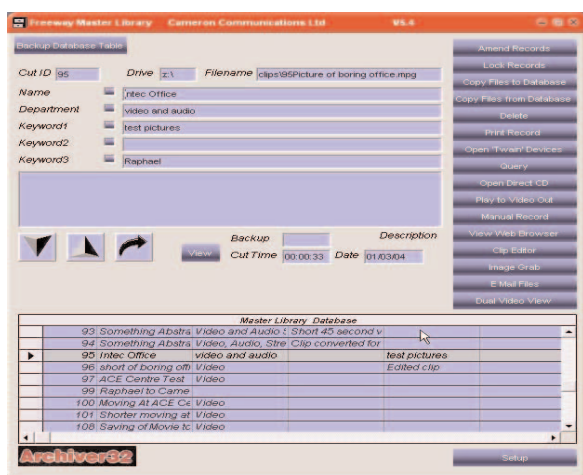 Freeway Master Library Cameron Communications Ltd V5.4
Backup Database Table
Cut ID 95 Drive z:\ Filename clips\95Picture of boring office.mpg
Name Intec Office
Department video and audio
Keyword1 test pictures
Keyword2
Keyword3 Raphael
Backup Description
View Cut Time 00:00:33 Date 01/03/04
Amend Records
Lock Records
Copy Files to Database
Copy Files from Database
Delete
Print Record
Open 'Twain' Devices
Query
Open Direct CD
Play to Video Out
Manual Record
View Web Browser
Clip Editor
Image Grab
E Mail Files
Dual Video View
Master Library Database
93 Something Abstra Video and Audio S Short 45 second v
94 Something Abstra Video, Audio, Stre Clip converted for
95 Intec Office video and audio test pictures
96 short of boring offi Video Edited clip
97 ACE Centre Test Video
99 Raphael to Came
100 Moving At ACE Ce Video
101 Shorter moving at Video
108 Saving of Movie tc Video
Archiver32
Setup